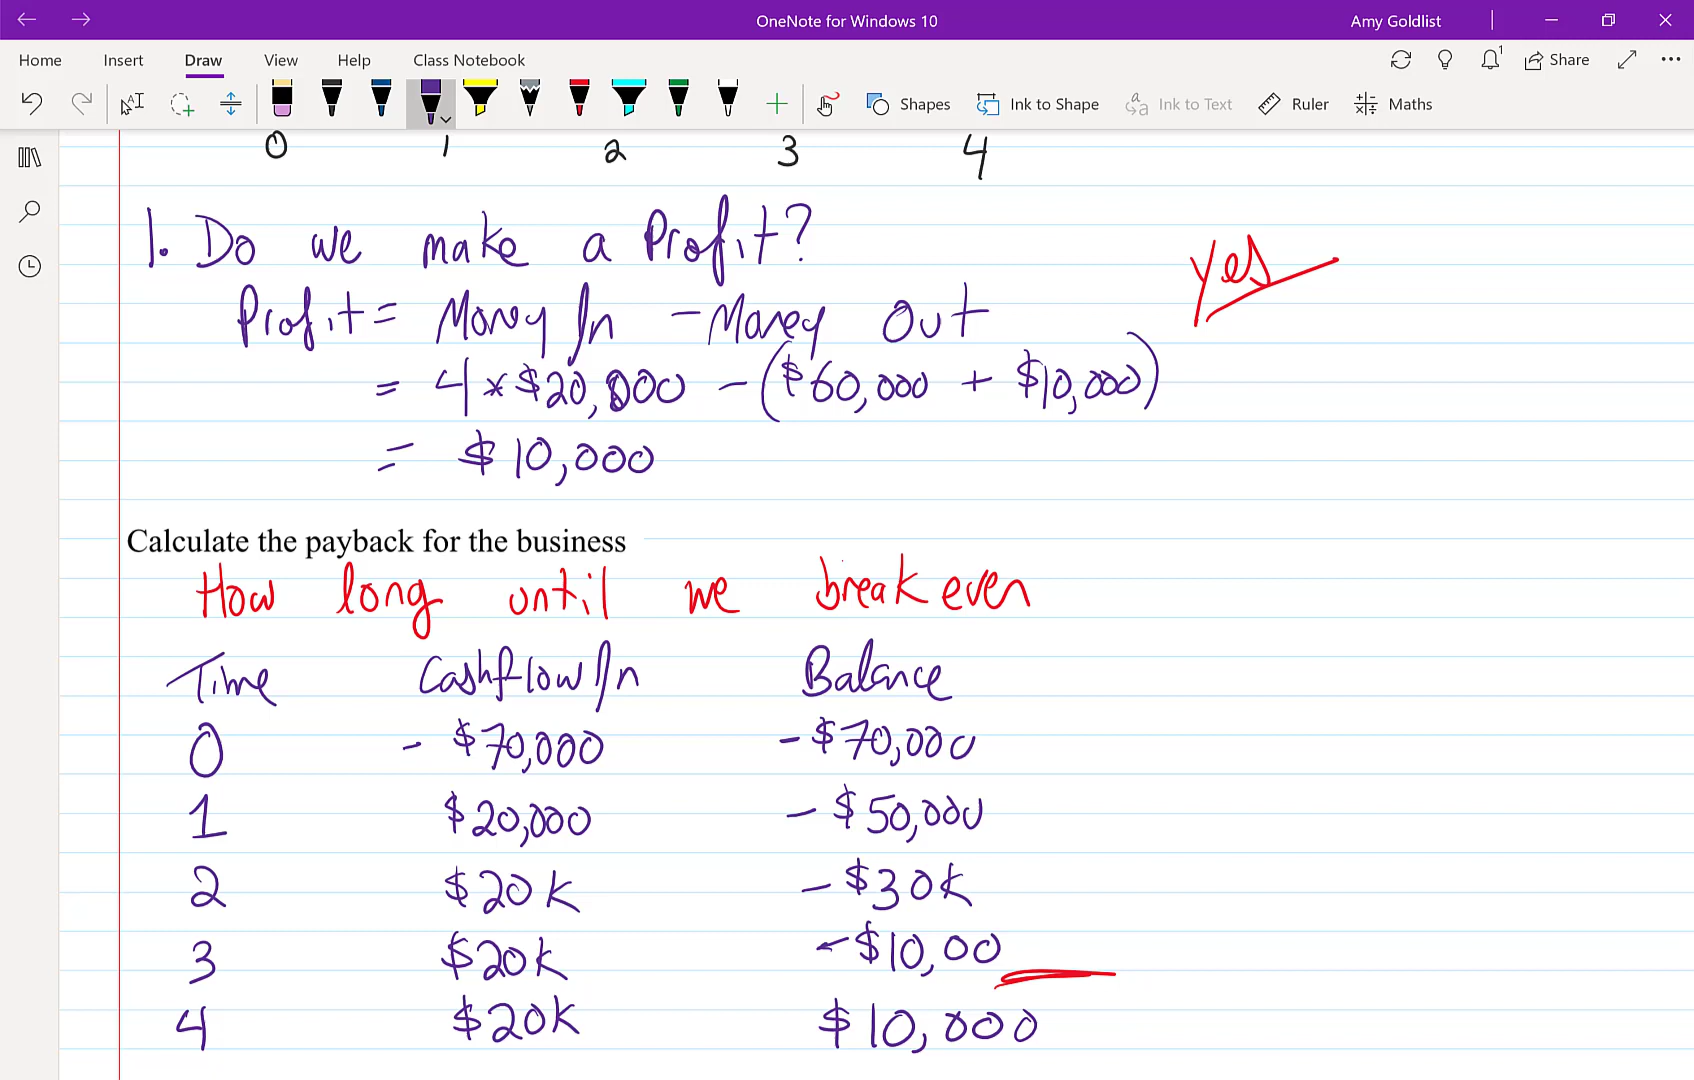 OneNote for Windows 10
Amy Goldlist
Home Insert Draw View Help Class Notebook
1
Share
Shapes Ink to Shape Ink to Text Ruler Maths
0 1 2 3 4
1. Do we make a Profit?
yes
Profit = Money In - Money Out
= 4 * $20,000 - ($60,000 + $10,000)
= $10,000
Calculate the payback for the business
How long until we break even
Time Cashflow In Balance
0 - $70,000 - $70,000
1 $20,000 - $50,000
2 $20k - $30k
3 $20k - $10,00
4 $20k $10,000